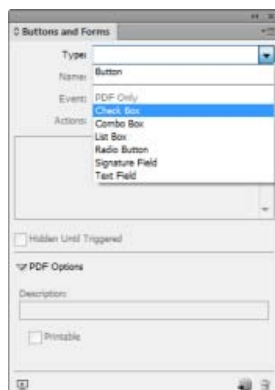 Buttons and Forms
Type:
Button
Name:
Event:
PDF Only
Check Box
Actions:
Combo Box
List Box
Radio Button
Signature Field
Text Field
Hidden Until Triggered
PDF Options
Description:
Printable